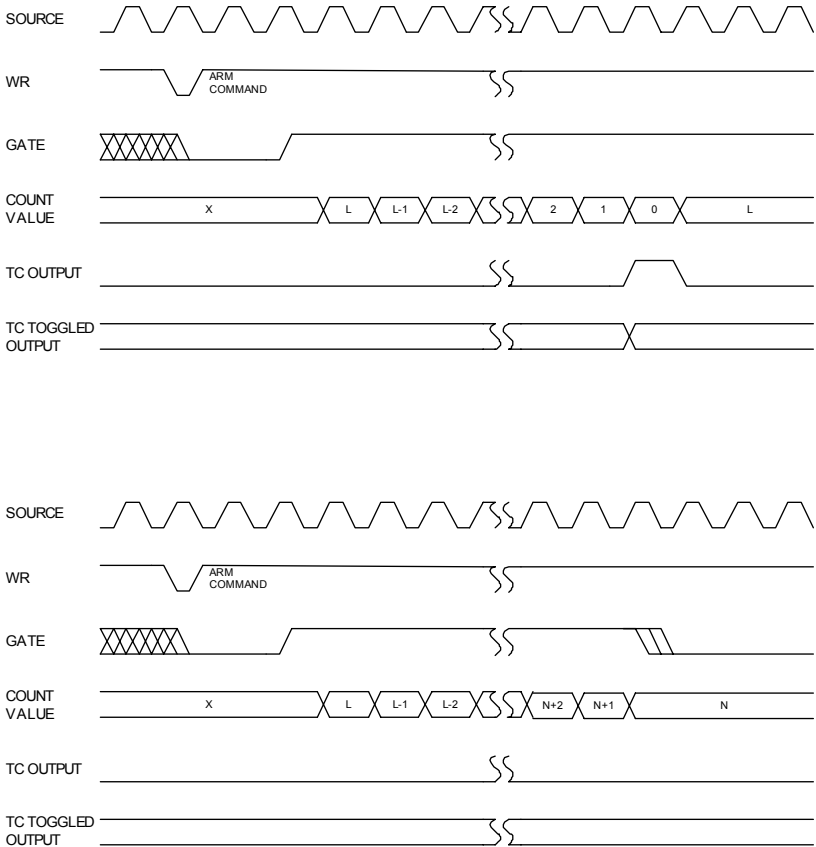 SOURCE
WR
ARM
COMMAND
GATE
COUNT
VALUE
X L L-1 L-2 2 1 0 L
TC OUTPUT
TC TOGGLED
OUTPUT
SOURCE
WR
ARM
COMMAND
GATE
COUNT
VALUE
X L L-1 L-2 N+2 N+1 N
TC OUTPUT
TC TOGGLED
OUTPUT